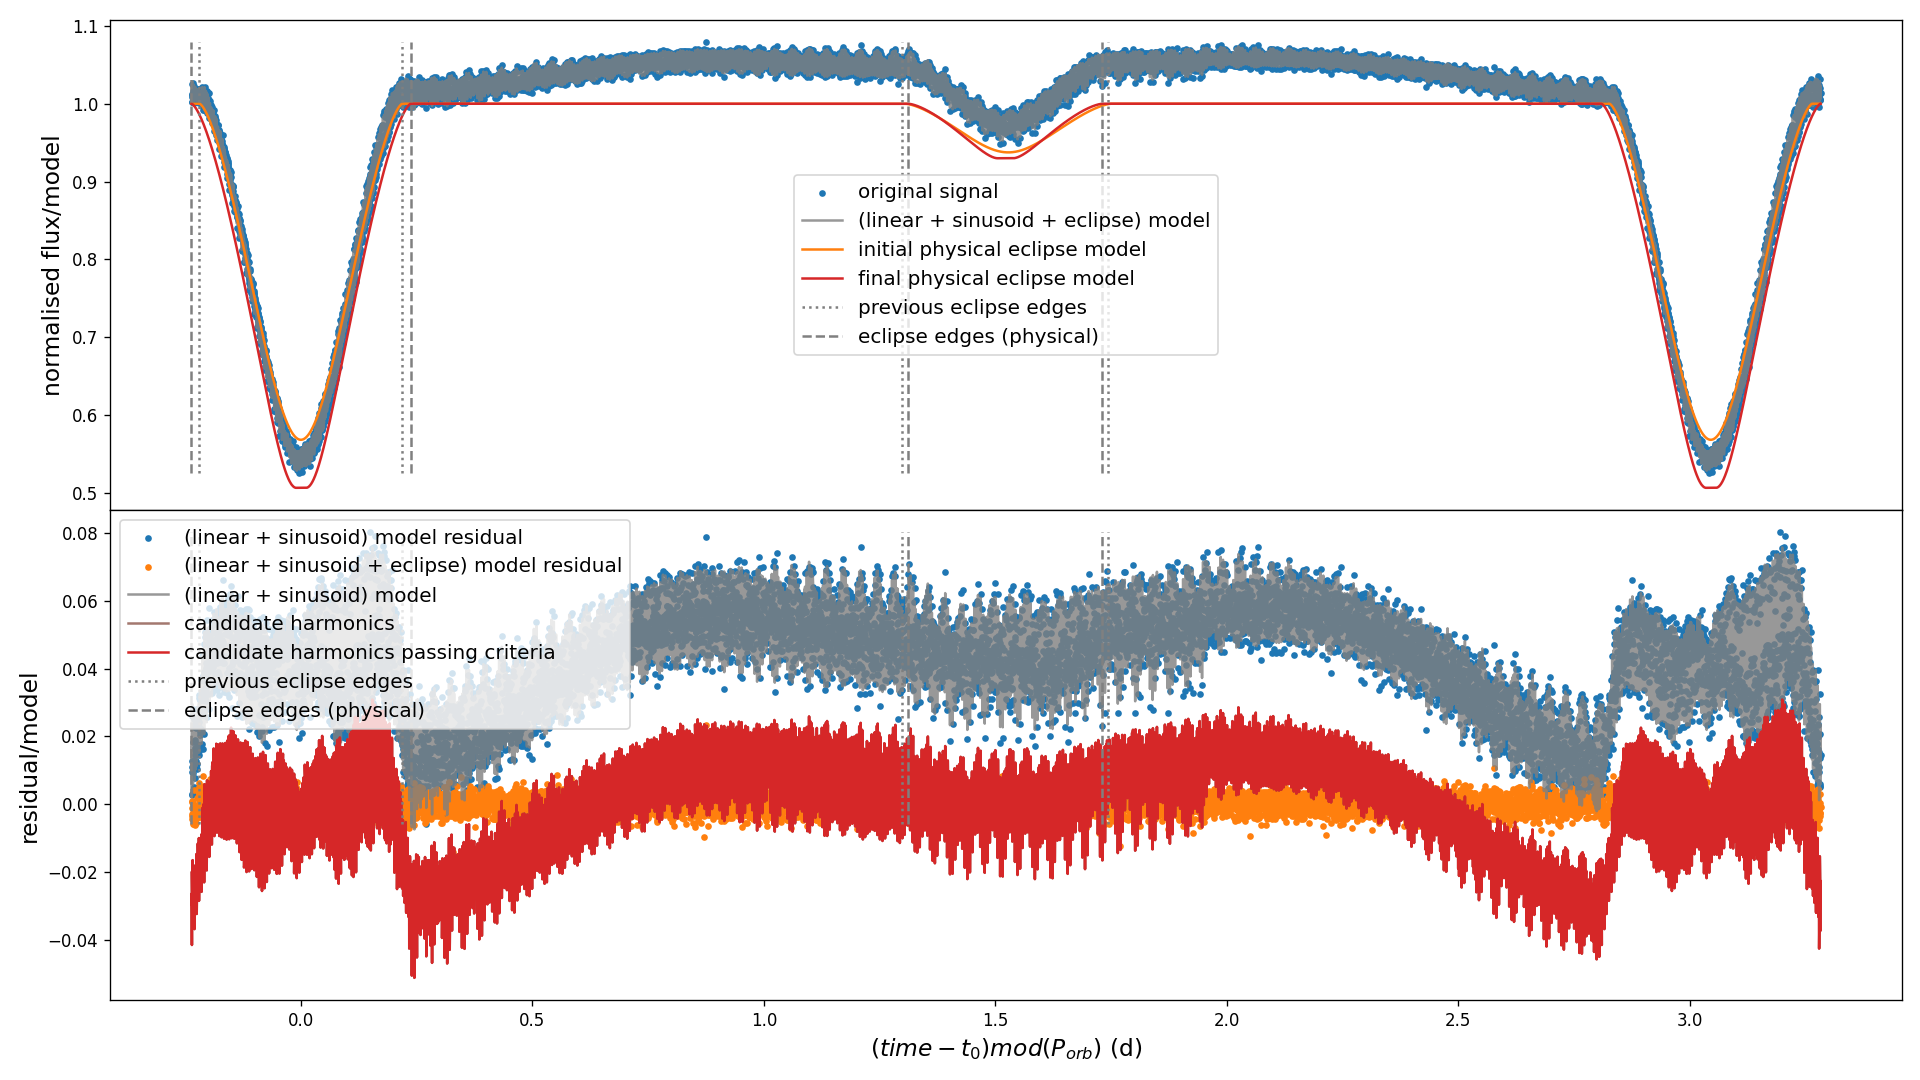 1.1
1.0
0.9
0.8
0.7
0.6
0.5
normalised flux/model
original signal
(linear + sinusoid + eclipse) model
initial physical eclipse model
final physical eclipse model
previous eclipse edges
eclipse edges (physical)
0.08
0.06
0.04
0.02
0.00
−0.02
−0.04
residual/model
(linear + sinusoid) model residual
(linear + sinusoid + eclipse) model residual
(linear + sinusoid) model
candidate harmonics
candidate harmonics passing criteria
previous eclipse edges
eclipse edges (physical)
0.0 0.5 1.0 1.5 2.0 2.5 3.0
(time − t₀)mod(P_orb) (d)